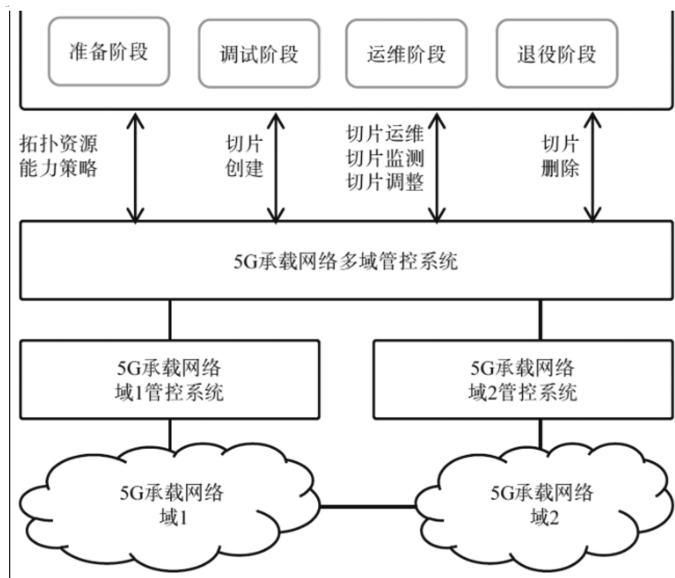 准备阶段
调试阶段
运维阶段
退役阶段
拓扑资源
能力策略
切片
创建
切片运维
切片监测
切片调整
切片
删除
5G承载网络多域管控系统
5G承载网络
域1管控系统
5G承载网络
域2管控系统
5G承载网络
域1
5G承载网络
域2